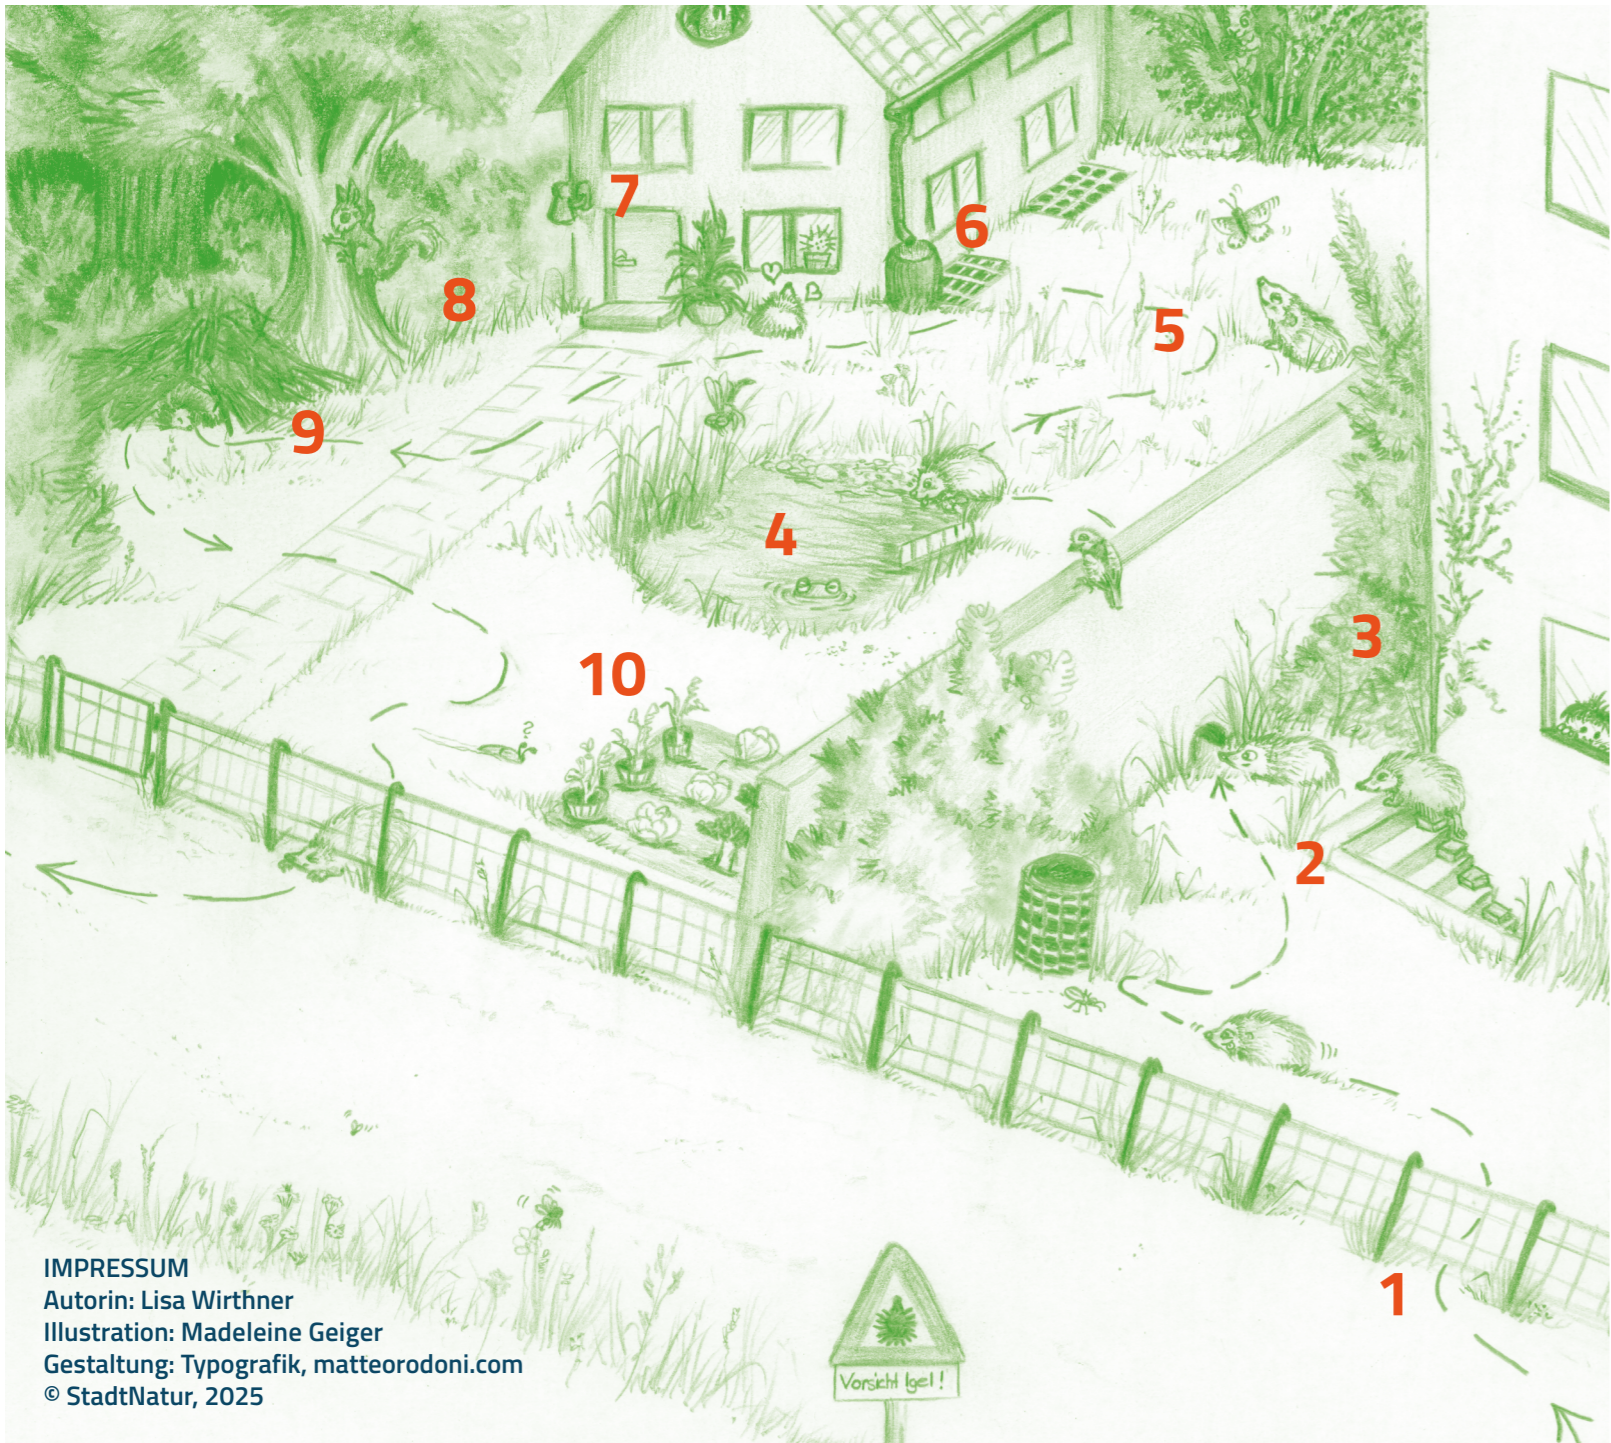 7
6
8
5
9
4
3
10
2
1
IMPRESSUM
Autorin: Lisa Wirthner
Illustration: Madeleine Geiger
Gestaltung: Typografik, matteorodoni.com
© StadtNatur, 2025
Vorsicht Igel!